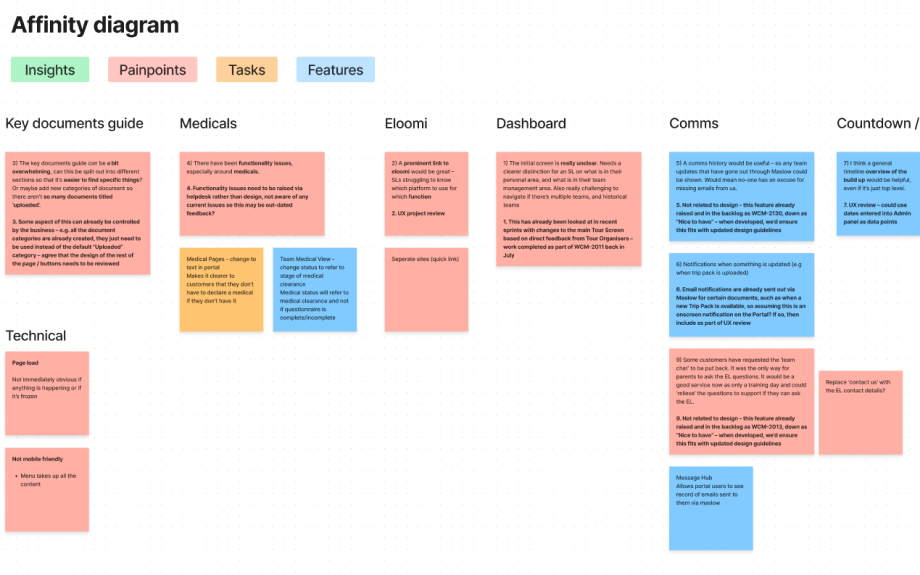 Affinity diagram
Insights
Painpoints
Tasks
Features
Key documents guide
3) The key documents guide can be a bit
overwhelming, can this be split out into different
sections so that it's easier to find specific things?
Or maybe add new categories of document so
there aren't so many documents titled
'uploaded'.
3. Some aspect of this can already be controlled
by the business - e.g. all the document
categories are already created, they just need to
be used instead of the default "Uploaded"
category – agree that the design of the rest of
the page / buttons needs to be reviewed
Medicals
4) There have been functionality issues,
especially around medicals.
4. Functionality issues need to be raised via
helpdesk rather than design, not aware of any
current issues so this may be out-dated
feedback?
Medical Pages - change to
text in portal
Makes it clearer to
customers that they don't
have to declare a medical
if they don't have it
Team Medical View -
change status to refer to
stage of medical
clearance
Medical status will refer to
medical clearance and not
if questionnaire is
complete/incomplete
Eloomi
2) A prominent link to
eloomi would be great –
SLs struggling to know
which platform to use for
which function
2. UX project review
Seperate sites (quick link)
Dashboard
1) The initial screen is really unclear. Needs a
clearer distinction for an SL on what is in their
personal area, and what is in their team
management area. Also really challenging to
navigate if there's multiple teams, and historical
teams
1. This has already been looked at in recent
sprints with changes to the main Tour Screen
based on direct feedback from Tour Organisers –
work completed as part of WCM-2011 back in
July
Comms
5) A comms history would be useful – so any team
updates that have gone out through Maslow could
be shown. Would mean no-one has an excuse for
missing emails from us.
5. Not related to design – this feature already
raised and in the backlog as WCM-2130, down as
"Nice to have" – when developed, we'd ensure
this fits with updated design guidelines
6) Notifications when something is updated (e.g
when trip pack is uploaded)
6. Email notifications are already sent out via
Maslow for certain documents, such as when a
new Trip Pack is available, so assuming this is an
onscreen notification on the Portal? If so, then
include as part of UX review
9) Some customers have requested the 'team
chat' to be put back. It was the only way for
parents to ask the EL questions. It would be a
good service now as only a training day and could
'relieve' the questions to support if they can ask
the EL.
9. Not related to design – this feature already
raised and in the backlog as WCM-2013, down as
"Nice to have" – when developed, we'd ensure
this fits with updated design guidelines
Replace 'contact us' with
the EL contact details?
Message Hub
Allows portal users to see
record of emails sent to
them via maslow
Countdown /
7) I think a general
timeline overview of
the build up would
be helpful,
even if it's just top level.
7. UX review – could use
dates entered into Admin
panel as data points
Technical
Page load
Not immediately obvious if
anything is happening or if
it's frozen
Not mobile friendly
• Menu takes up all the
content